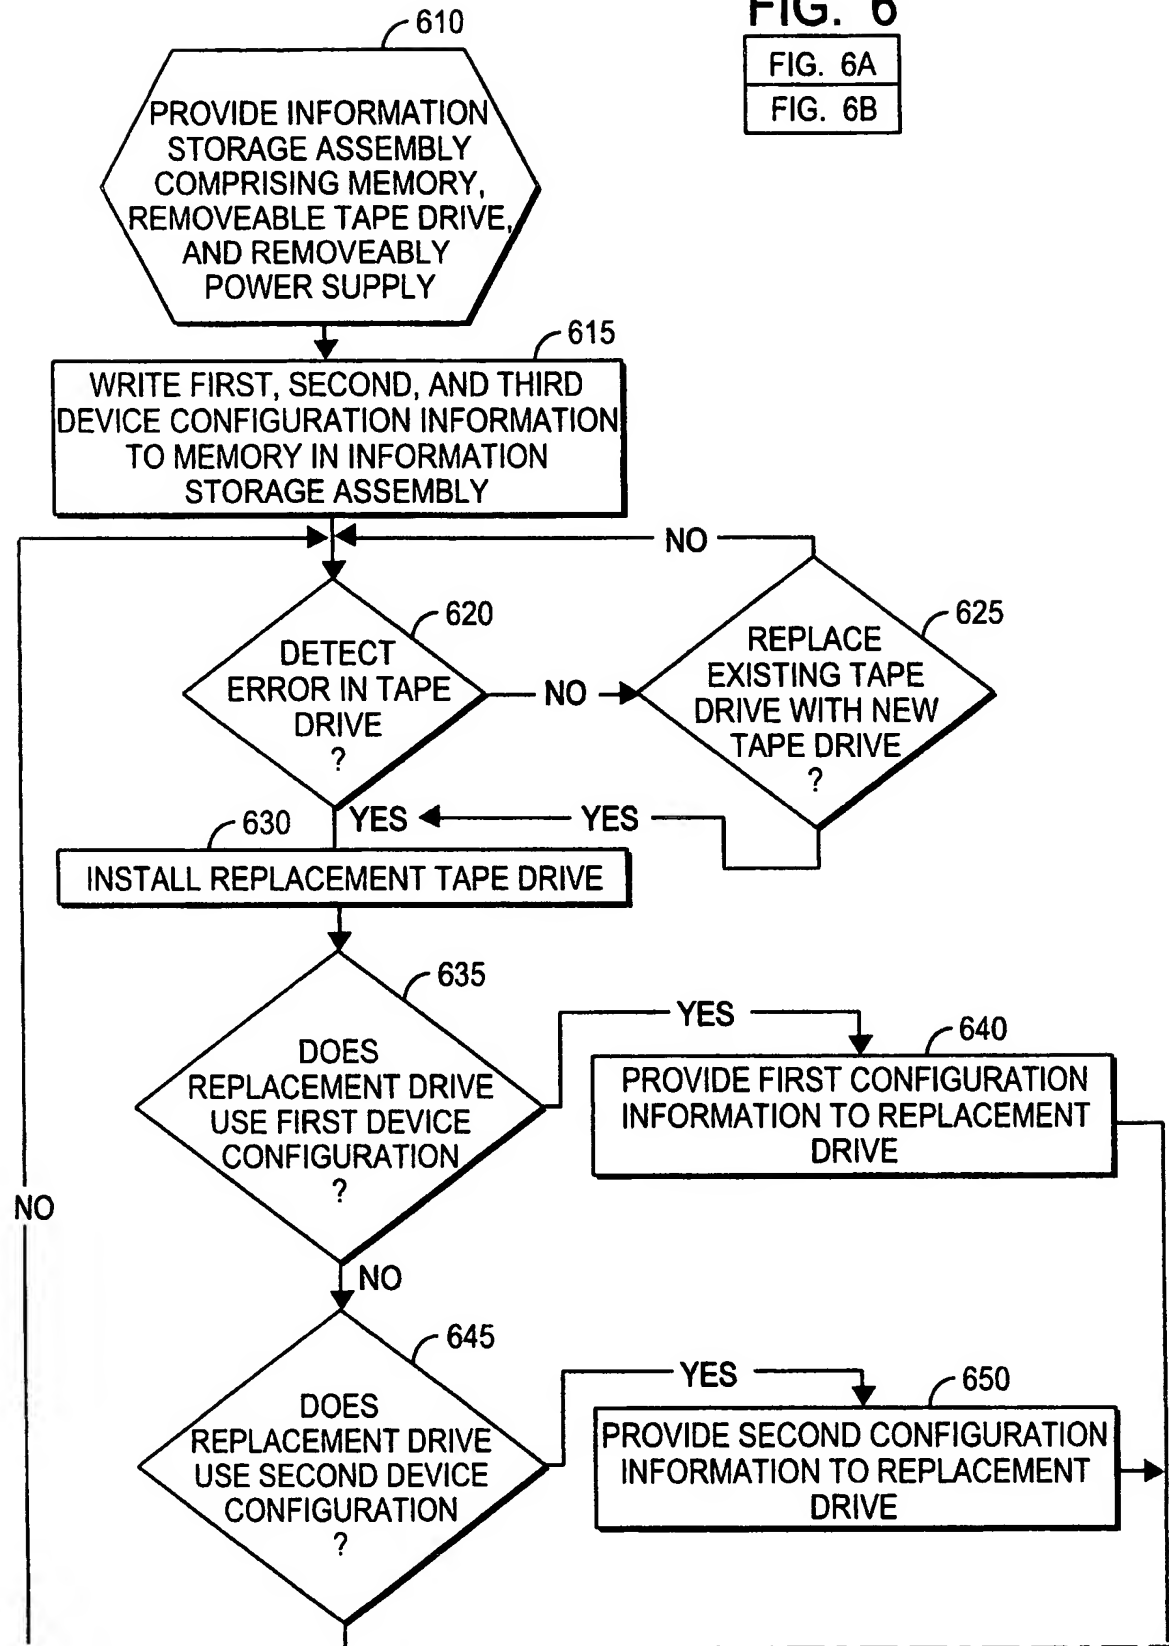 610
FIG. 6
FIG. 6A
FIG. 6B
PROVIDE INFORMATION
STORAGE ASSEMBLY
COMPRISING MEMORY,
REMOVEABLE TAPE DRIVE,
AND REMOVEABLY
POWER SUPPLY
615
WRITE FIRST, SECOND, AND THIRD
DEVICE CONFIGURATION INFORMATION
TO MEMORY IN INFORMATION
STORAGE ASSEMBLY
NO
620
DETECT
ERROR IN TAPE
DRIVE
?
NO
625
REPLACE
EXISTING TAPE
DRIVE WITH NEW
TAPE DRIVE
?
YES
YES
630
INSTALL REPLACEMENT TAPE DRIVE
635
DOES
REPLACEMENT DRIVE
USE FIRST DEVICE
CONFIGURATION
?
YES
640
PROVIDE FIRST CONFIGURATION
INFORMATION TO REPLACEMENT
DRIVE
NO
NO
645
DOES
REPLACEMENT DRIVE
USE SECOND DEVICE
CONFIGURATION
?
YES
650
PROVIDE SECOND CONFIGURATION
INFORMATION TO REPLACEMENT
DRIVE